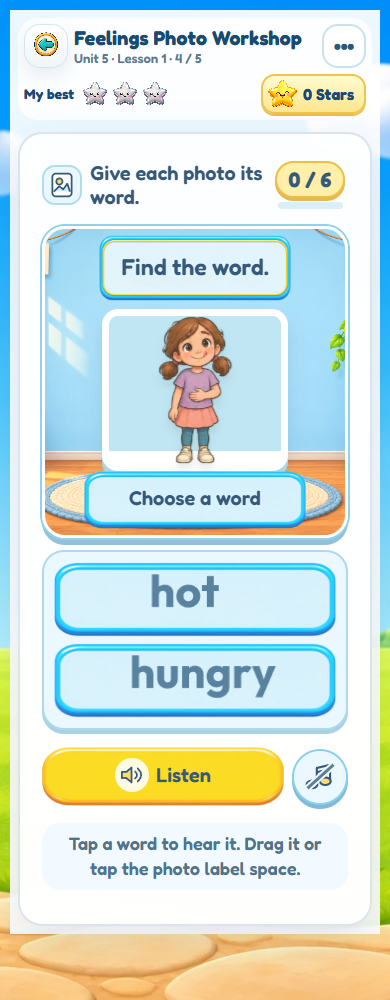 Feelings Photo Workshop
Unit 5 · Lesson 1 · 4 / 5
My best
0 Stars
Give each photo its
word.
0 / 6
Find the word.
Choose a word
hot
hungry
Listen
Tap a word to hear it. Drag it or
tap the photo label space.